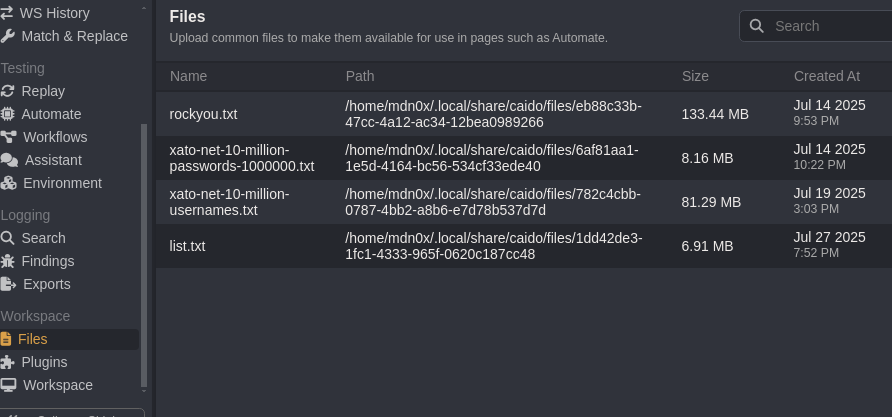 WS History
Match & Replace
Testing
Replay
Automate
Workflows
Assistant
Environment
Logging
Search
Findings
Exports
Workspace
Files
Plugins
Workspace
Files
Upload common files to make them available for use in pages such as Automate.
Search
Name Path Size Created At
rockyou.txt
/home/mdn0x/.local/share/caido/files/eb88c33b-
47cc-4a12-ac34-12bea0989266
133.44 MB
Jul 14 2025
9:53 PM
xato-net-10-million-
passwords-1000000.txt
/home/mdn0x/.local/share/caido/files/6af81aa1-
1e5d-4164-bc56-534cf33ede40
8.16 MB
Jul 14 2025
10:22 PM
xato-net-10-million-
usernames.txt
/home/mdn0x/.local/share/caido/files/782c4cbb-
0787-4bb2-a8b6-e7d78b537d7d
81.29 MB
Jul 19 2025
3:03 PM
list.txt
/home/mdn0x/.local/share/caido/files/1dd42de3-
1fc1-4333-965f-0620c187cc48
6.91 MB
Jul 27 2025
7:52 PM